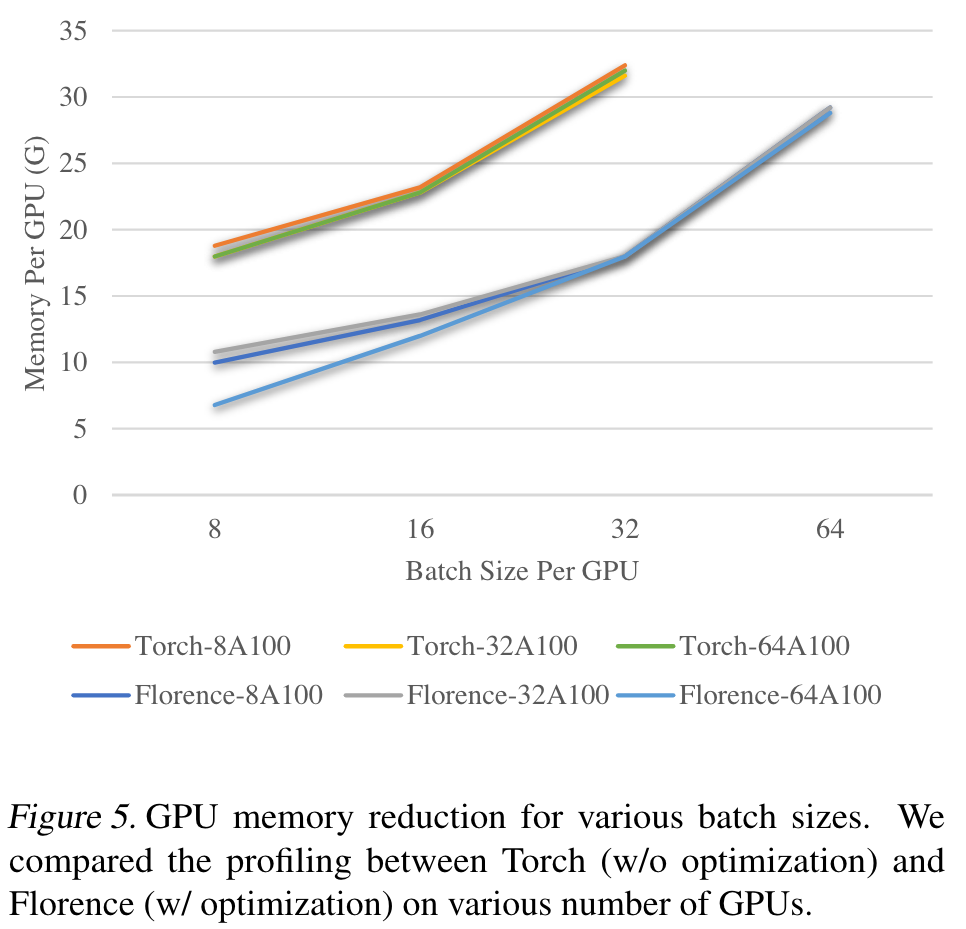 35
30
25
20
15
10
5
0
Memory Per GPU (G)
8 16 32 64
Batch Size Per GPU
Torch-8A100 Torch-32A100 Torch-64A100
Florence-8A100 Florence-32A100 Florence-64A100
Figure 5. GPU memory reduction for various batch sizes. We
compared the profiling between Torch (w/o optimization) and
Florence (w/ optimization) on various number of GPUs.